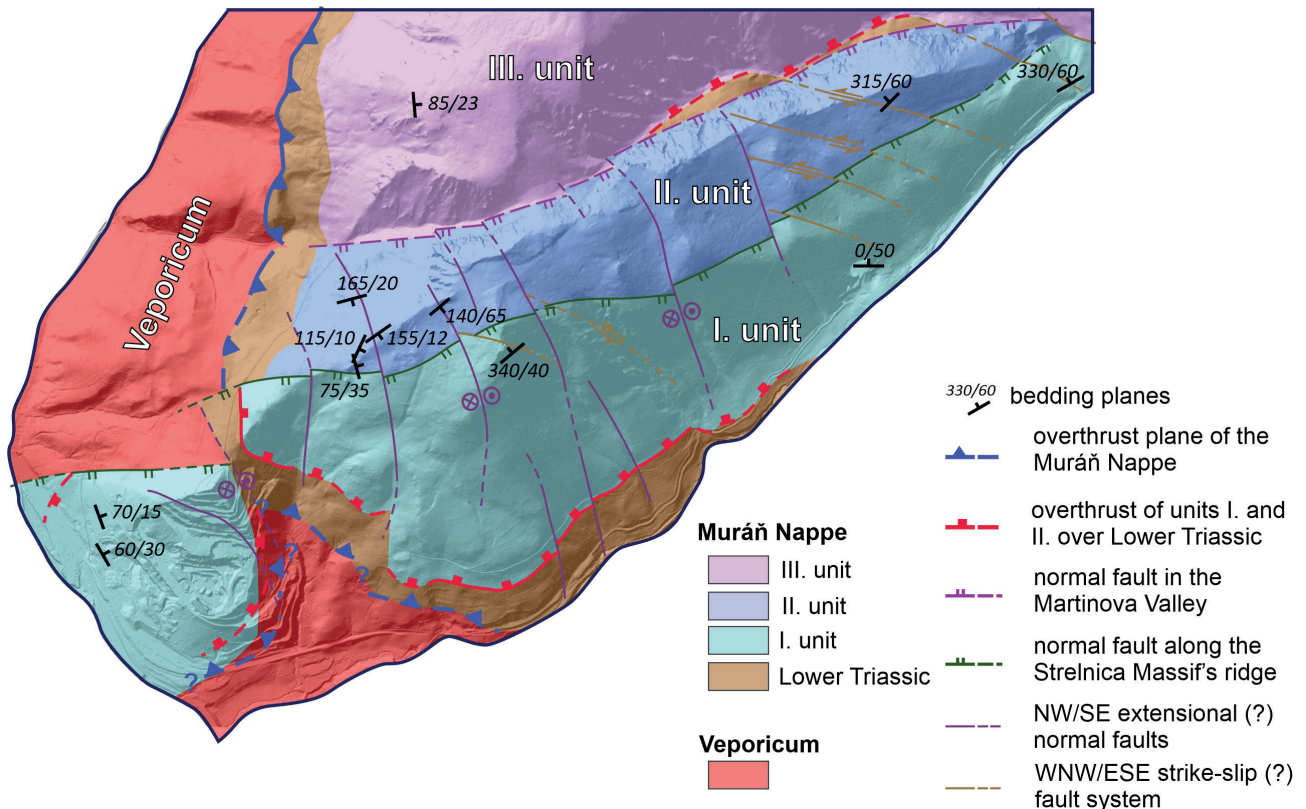 III. unit
85/23
315/60
330/60
II. unit
Veporicum
165/20
0/50
140/65
115/10
155/12
I. unit
340/40
75/35
70/15
60/30
?
?
?
?
330/60 bedding planes
overthrust plane of the
Muráň Nappe
overthrust of units I. and
II. over Lower Triassic
normal fault in the
Martinova Valley
normal fault along the
Strelnica Massif's ridge
NW/SE extensional (?)
normal faults
WNW/ESE strike-slip (?)
fault system
Muráň Nappe
III. unit
II. unit
I. unit
Lower Triassic
Veporicum